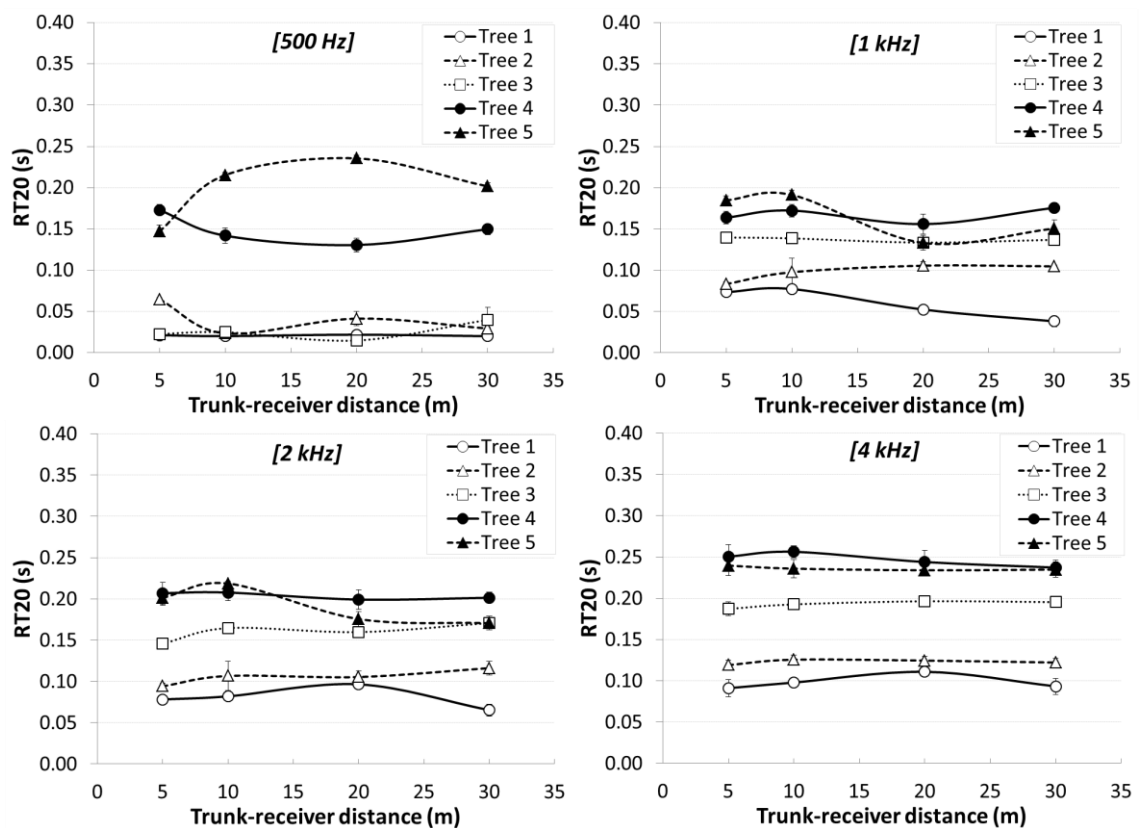 [500 Hz]
Tree 1
Tree 2
Tree 3
Tree 4
Tree 5
RT20 (s)
0.40
0.35
0.30
0.25
0.20
0.15
0.10
0.05
0.00
0 5 10 15 20 25 30 35
Trunk-receiver distance (m)
[1 kHz]
Tree 1
Tree 2
Tree 3
Tree 4
Tree 5
RT20 (s)
0.40
0.35
0.30
0.25
0.20
0.15
0.10
0.05
0.00
0 5 10 15 20 25 30 35
Trunk-receiver distance (m)
[2 kHz]
Tree 1
Tree 2
Tree 3
Tree 4
Tree 5
RT20 (s)
0.40
0.35
0.30
0.25
0.20
0.15
0.10
0.05
0.00
0 5 10 15 20 25 30 35
Trunk-receiver distance (m)
[4 kHz]
Tree 1
Tree 2
Tree 3
Tree 4
Tree 5
RT20 (s)
0.40
0.35
0.30
0.25
0.20
0.15
0.10
0.05
0.00
0 5 10 15 20 25 30 35
Trunk-receiver distance (m)